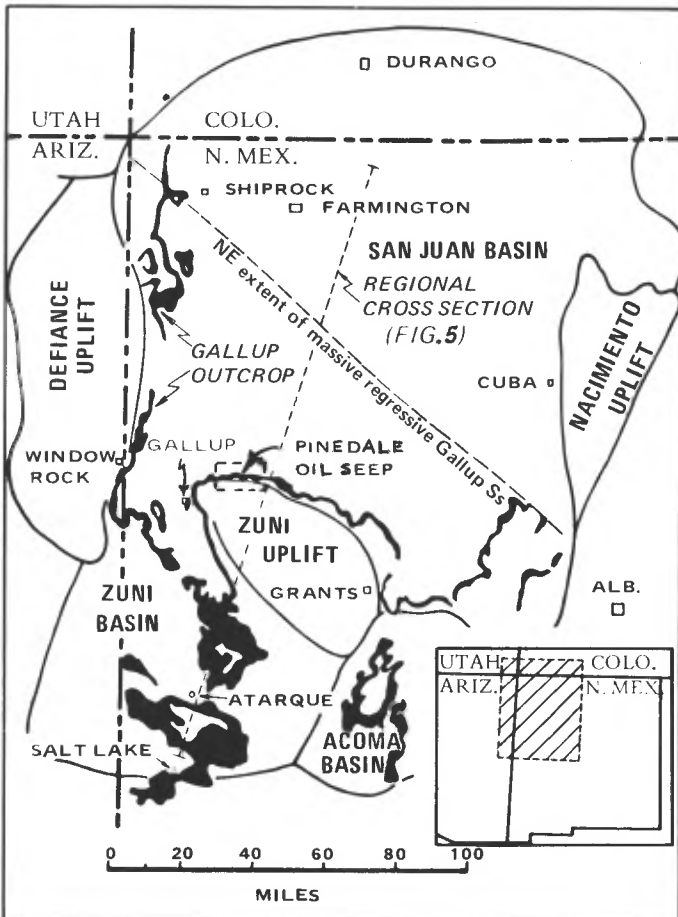 DURANGO
UTAH
COLO.
ARIZ.
N. MEX.
SHIPROCK
FARMINGTON
SAN JUAN BASIN
NE extent of massive regressive Gallup Ss
REGIONAL
CROSS SECTION
(FIG.5)
DEFIANCE
UPLIFT
GALLUP
OUTCROP
NACIMIENTO
UPLIFT
CUBA
GALLUP
WINDOW
ROCK
PINEDALE
OIL SEEP
ZUNI
UPLIFT
GRANTS
ZUNI
BASIN
ALB.
ATARQUE
SALT LAKE
ACOMA
BASIN
UTAH
COLO.
ARIZ.
N. MEX.
0 20 40 60 80 100
MILES